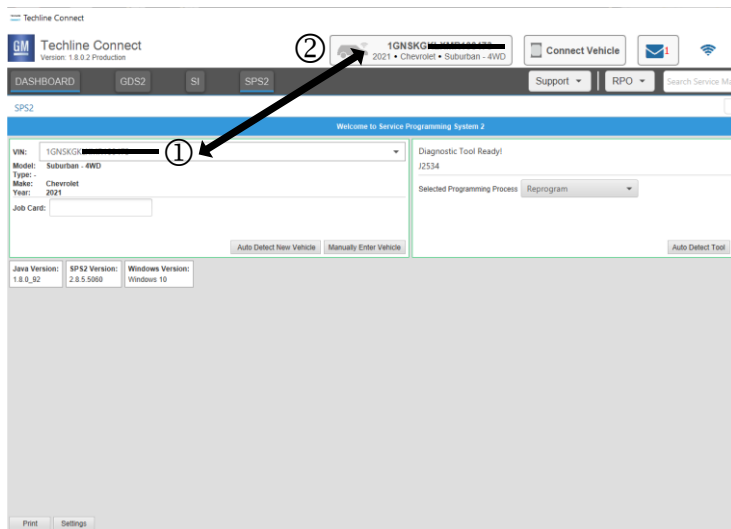 Techline Connect
GM
Techline Connect
Version: 1.8.0.2 Production
②
1GNSKGKLXMR100173
2021 • Chevrolet • Suburban - 4WD
Connect Vehicle
1
DASHBOARD
GDS2
SI
SPS2
Support
RPO
Search Service Ma
SPS2
Welcome to Service Programming System 2
VIN:
1GNSKGK
①
Model: Suburban - 4WD
Type: -
Make: Chevrolet
Year: 2021
Job Card:
Auto Detect New Vehicle
Manually Enter Vehicle
Diagnostic Tool Ready!
J2534
Selected Programming Process
Reprogram
Auto Detect Tool
Java Version:
1.8.0_92
SPS2 Version:
2.8.5.5060
Windows Version:
Windows 10
Print
Settings